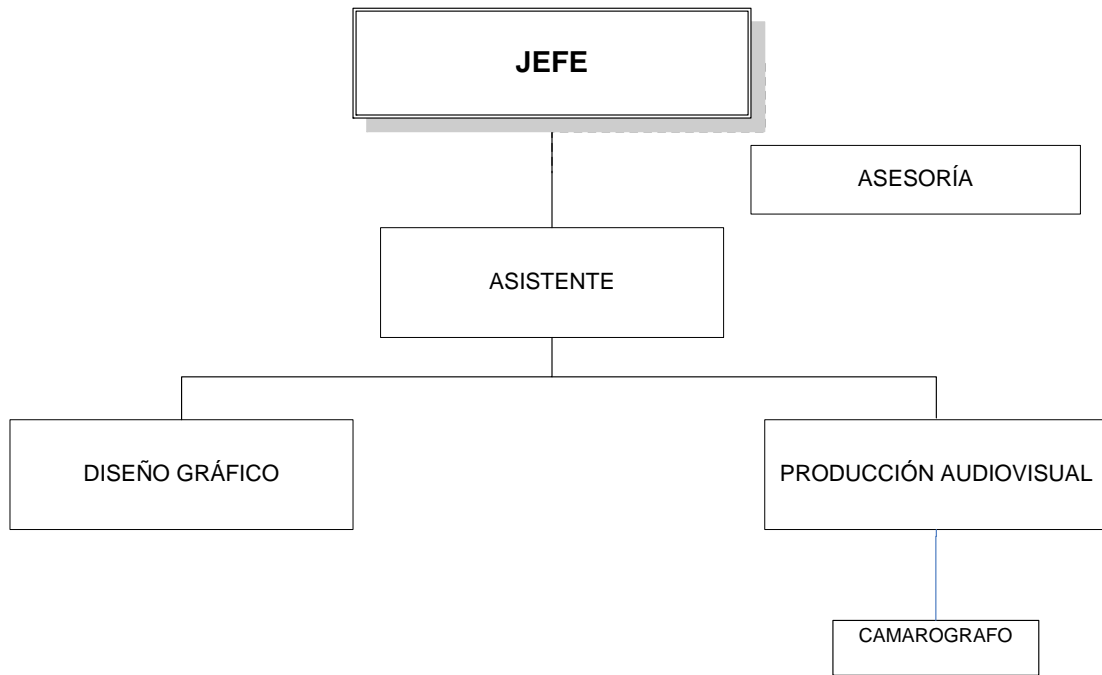 JEFE
ASESORÍA
ASISTENTE
DISEÑO GRÁFICO
PRODUCCIÓN AUDIOVISUAL
CAMAROGRAFO